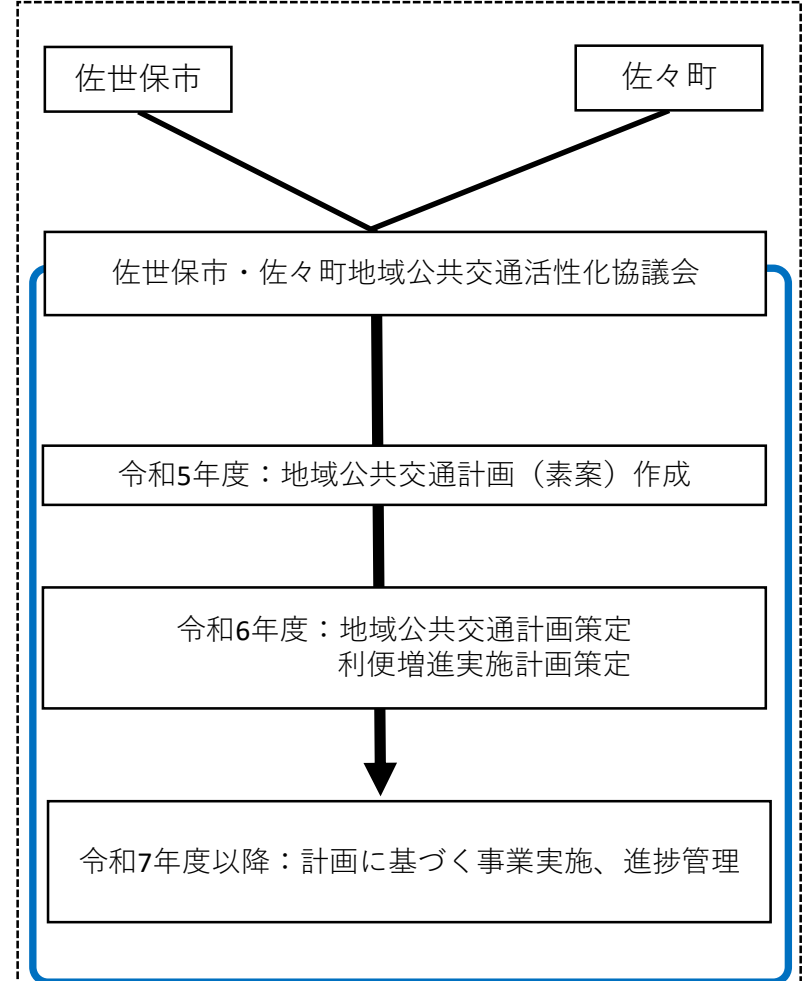 佐世保市
佐々町
佐世保市・佐々町地域公共交通活性化協議会
令和5年度：地域公共交通計画（素案）作成
令和6年度：地域公共交通計画策定
利便増進実施計画策定
令和7年度以降：計画に基づく事業実施、進捗管理